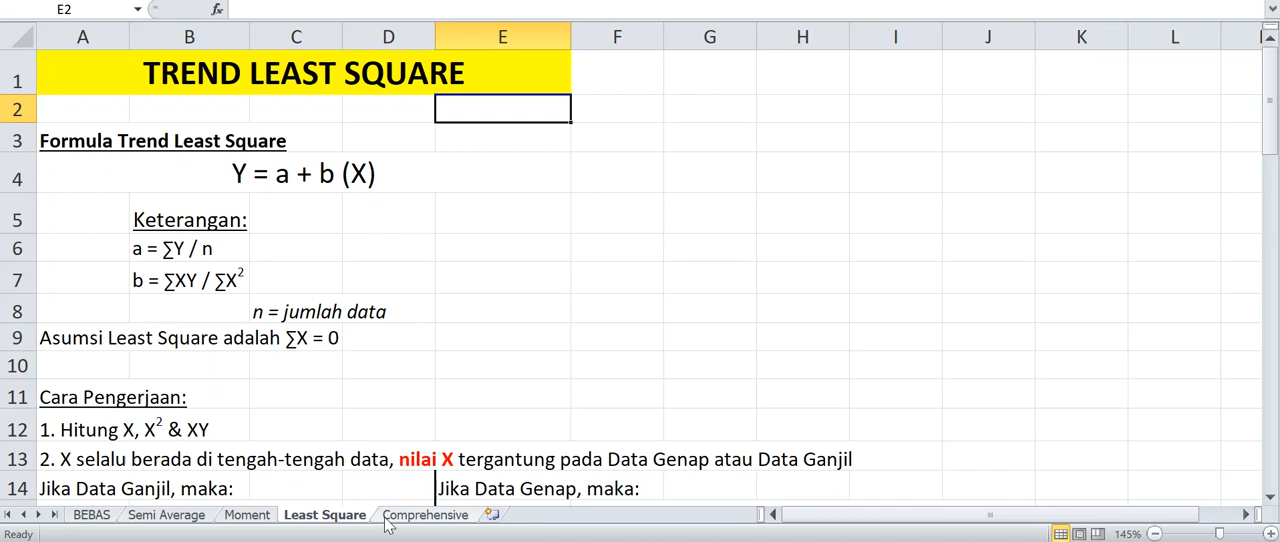 E2
fx
A B C D E F G H I J K L
1 TREND LEAST SQUARE
2
3 Formula Trend Least Square
4 Y = a + b (X)
5 Keterangan:
6 a = ∑Y / n
7 b = ∑XY / ∑X²
8 n = jumlah data
9 Asumsi Least Square adalah ∑X = 0
10
11 Cara Pengerjaan:
12 1. Hitung X, X² & XY
13 2. X selalu berada di tengah-tengah data, nilai X tergantung pada Data Genap atau Data Ganjil
14 Jika Data Ganjil, maka: Jika Data Genap, maka:
BEBAS Semi Average Moment Least Square Comprehensive
Ready 145%